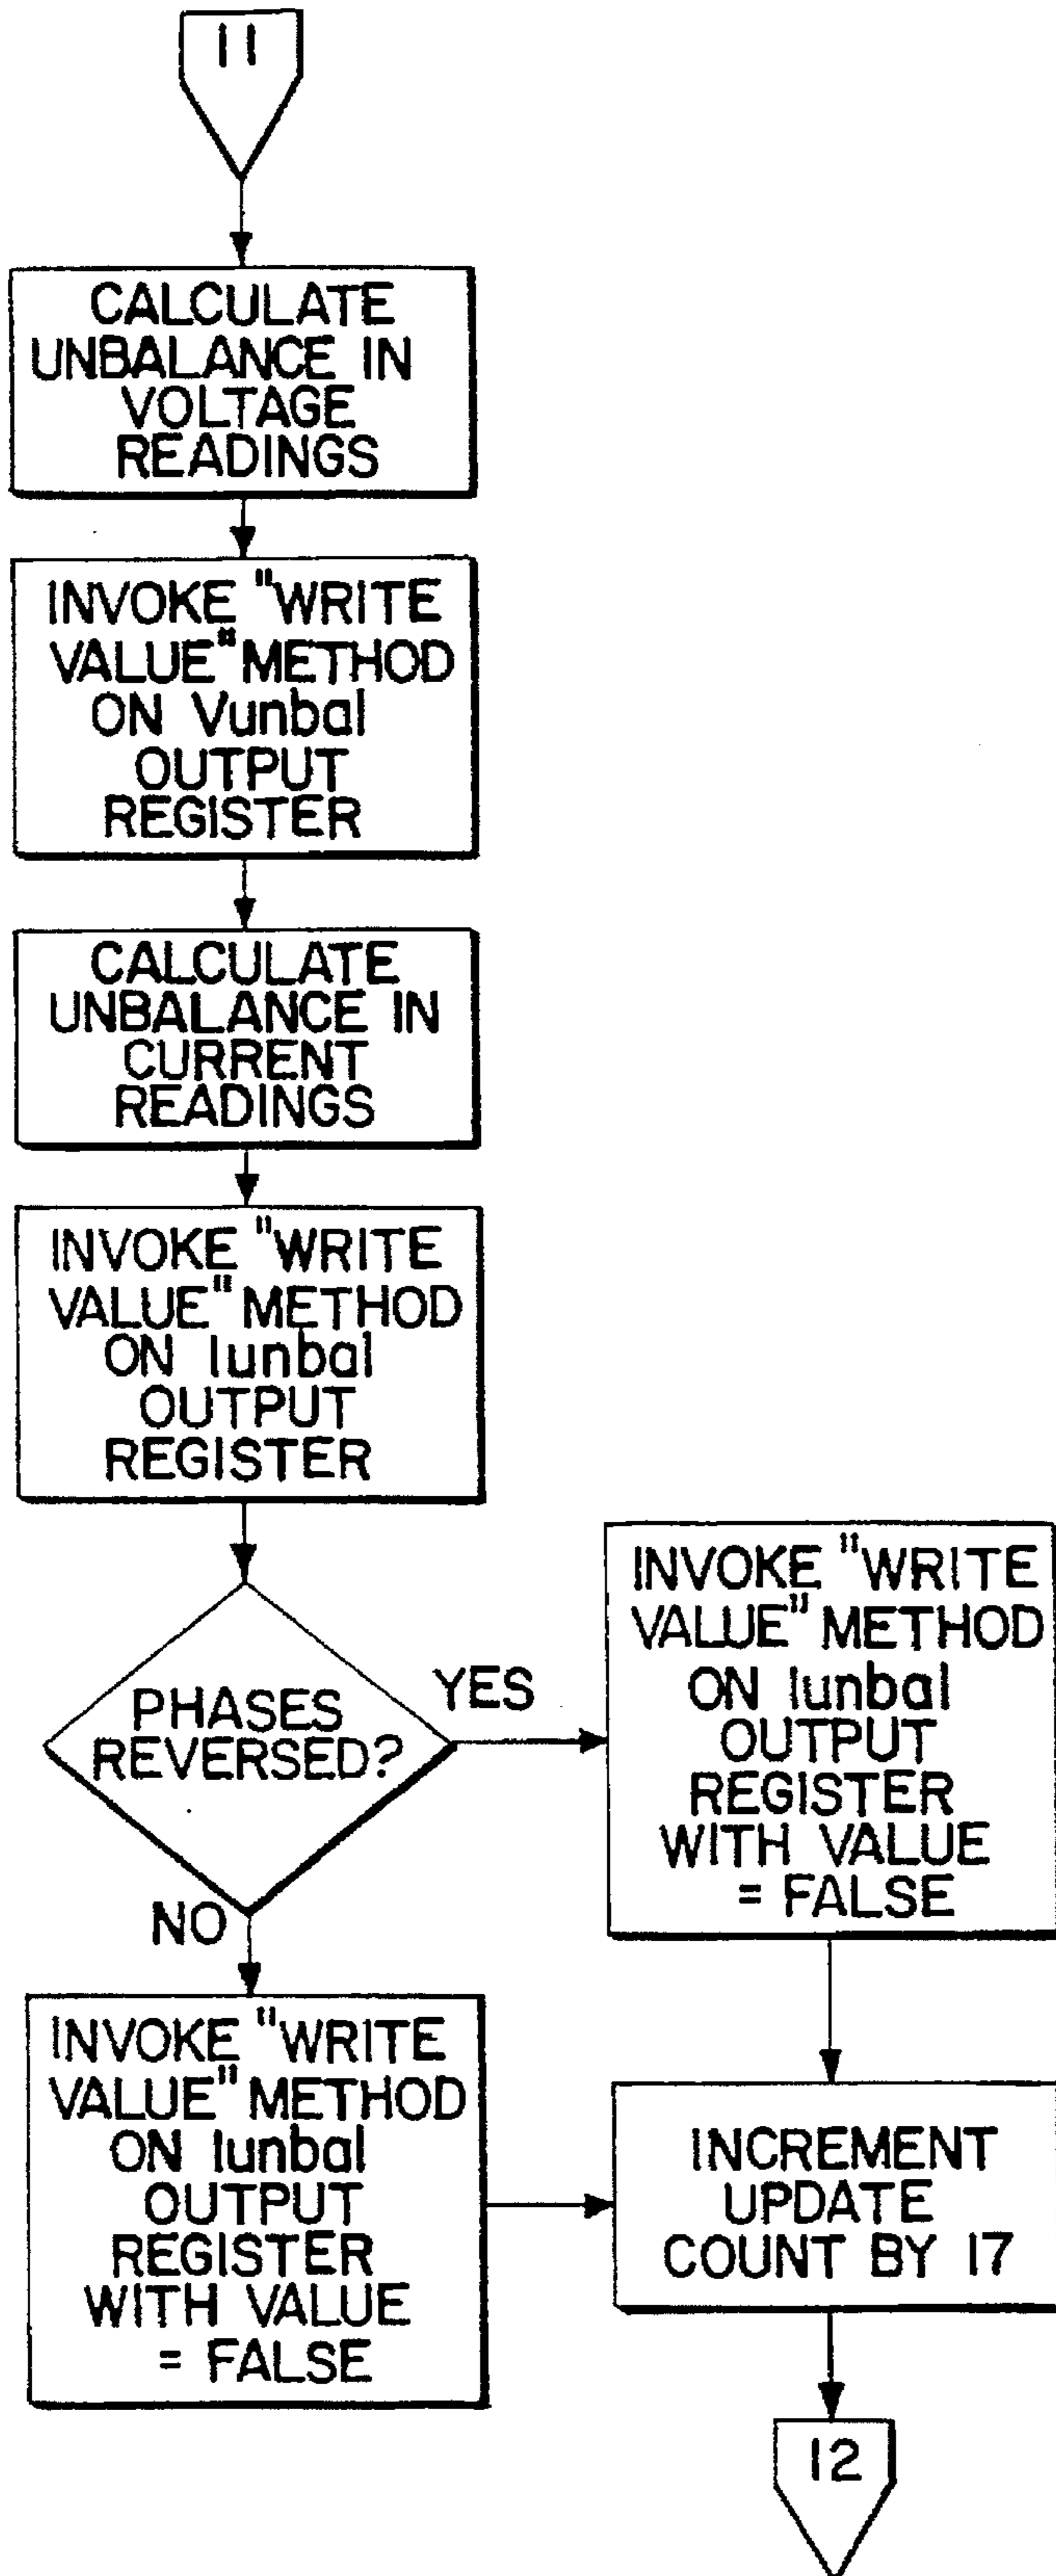 11
CALCULATE
UNBALANCE IN
VOLTAGE
READINGS
INVOKE "WRITE
VALUE" METHOD
ON Vunbal
OUTPUT
REGISTER
CALCULATE
UNBALANCE IN
CURRENT
READINGS
INVOKE "WRITE
VALUE" METHOD
ON Iunbal
OUTPUT
REGISTER
PHASES
REVERSED?
YES
INVOKE "WRITE
VALUE" METHOD
ON Iunbal
OUTPUT
REGISTER
WITH VALUE
= FALSE
NO
INVOKE "WRITE
VALUE" METHOD
ON Iunbal
OUTPUT
REGISTER
WITH VALUE
= FALSE
INCREMENT
UPDATE
COUNT BY 17
12